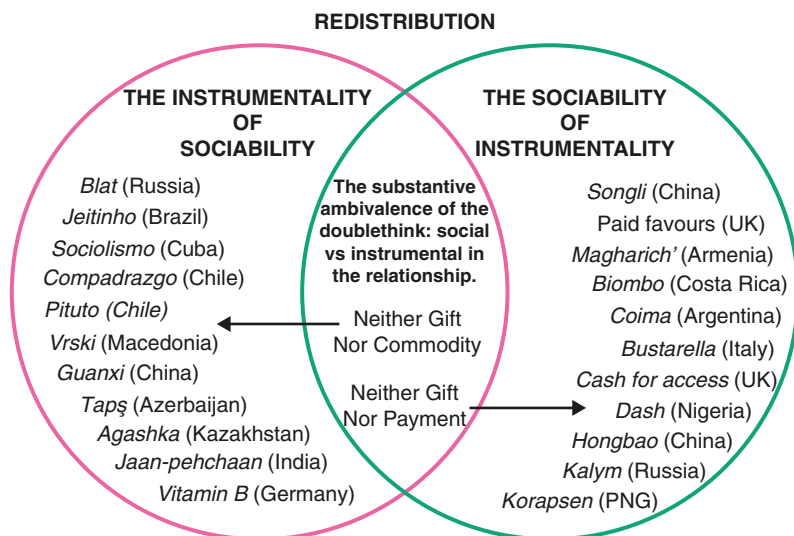 REDISTRIBUTION
THE INSTRUMENTALITY
OF
SOCIABILITY
Blat (Russia)
Jeitinho (Brazil)
Sociolismo (Cuba)
Compadrazgo (Chile)
Pituto (Chile)
Vrski (Macedonia)
Guanxi (China)
Tapş (Azerbaijan)
Agashka (Kazakhstan)
Jaan-pehchaan (India)
Vitamin B (Germany)
The substantive
ambivalence of the
doublethink: social
vs instrumental in
the relationship.
Neither Gift
Nor Commodity
Neither Gift
Nor Payment
THE SOCIABILITY
OF
INSTRUMENTALITY
Songli (China)
Paid favours (UK)
Magharich’ (Armenia)
Biombo (Costa Rica)
Coima (Argentina)
Bustarella (Italy)
Cash for access (UK)
Dash (Nigeria)
Hongbao (China)
Kalym (Russia)
Korapsen (PNG)